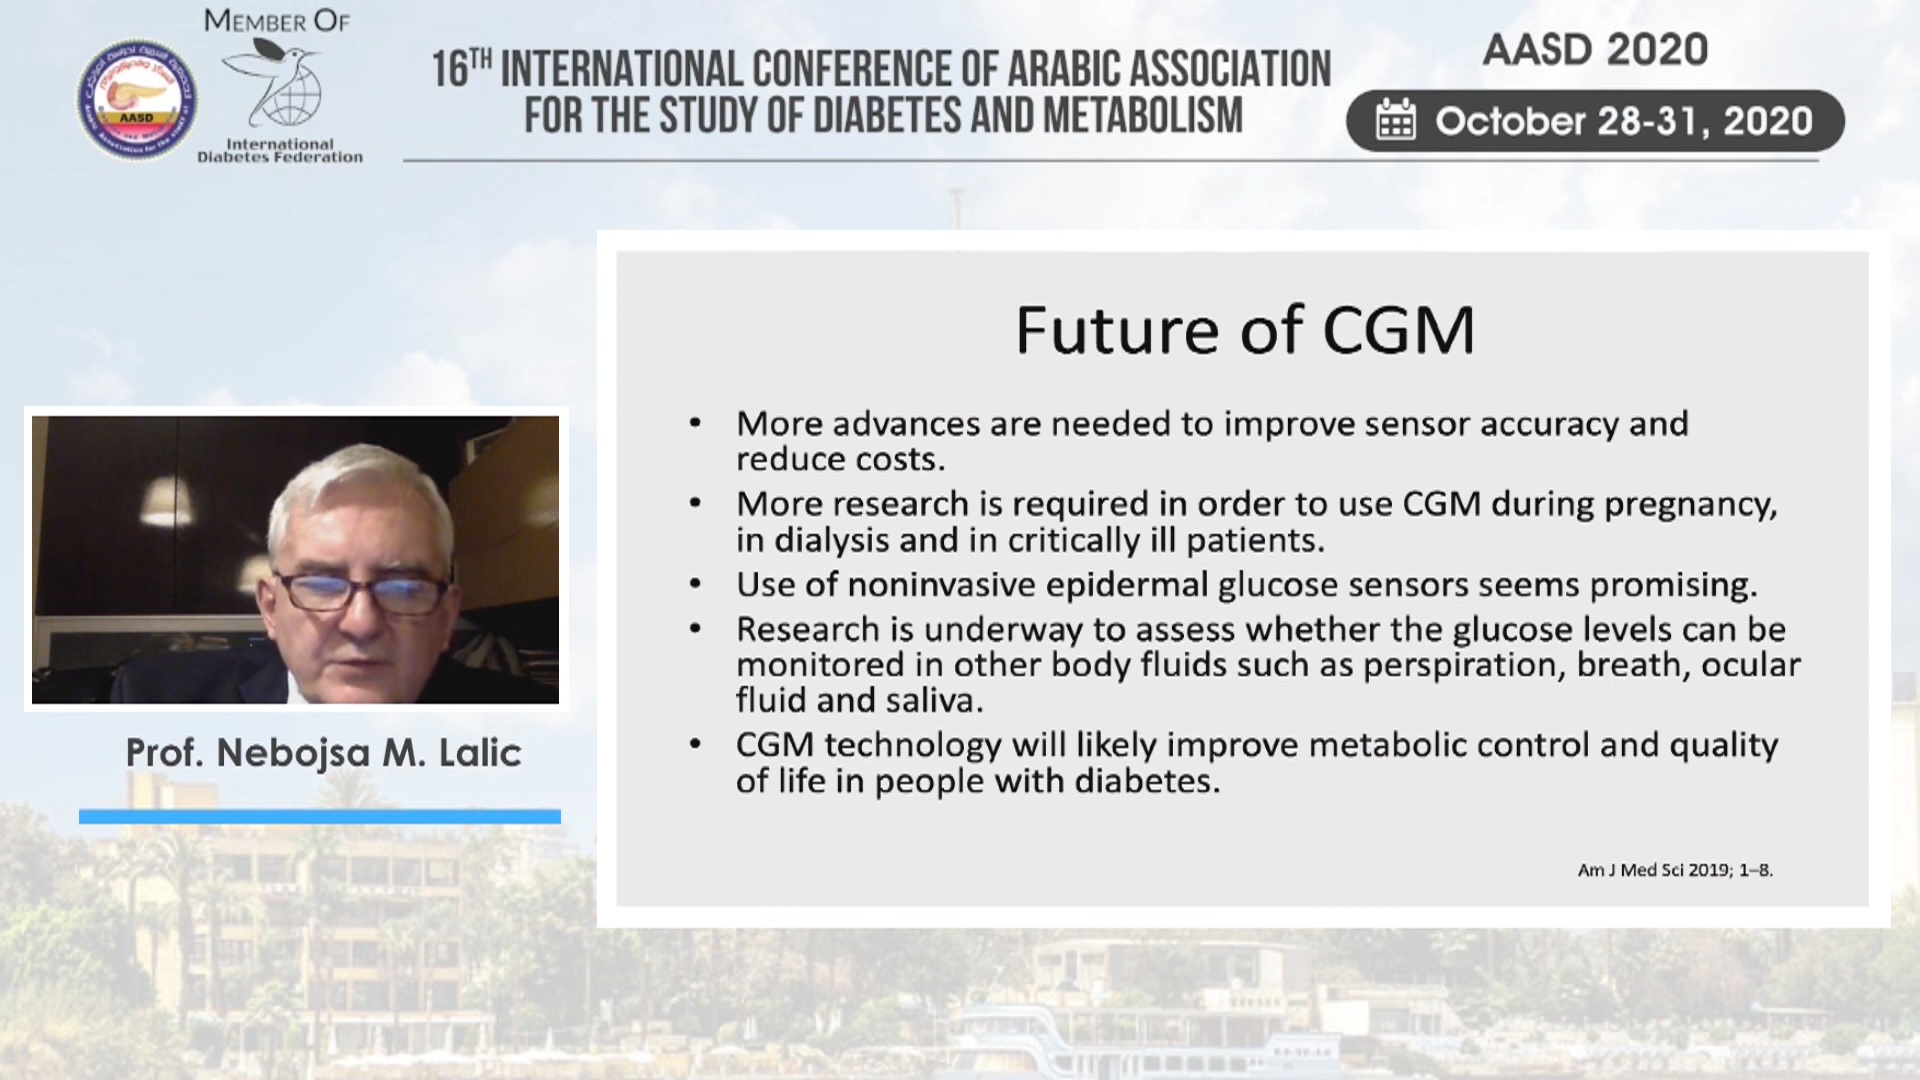 MEMBER OF
AASD
International
Diabetes Federation
16TH INTERNATIONAL CONFERENCE OF ARABIC ASSOCIATION
FOR THE STUDY OF DIABETES AND METABOLISM
AASD 2020
October 28-31, 2020
Future of CGM
• More advances are needed to improve sensor accuracy and
reduce costs.
• More research is required in order to use CGM during pregnancy,
in dialysis and in critically ill patients.
• Use of noninvasive epidermal glucose sensors seems promising.
• Research is underway to assess whether the glucose levels can be
monitored in other body fluids such as perspiration, breath, ocular
fluid and saliva.
• CGM technology will likely improve metabolic control and quality
of life in people with diabetes.
Am J Med Sci 2019; 1–8.
Prof. Nebojsa M. Lalic